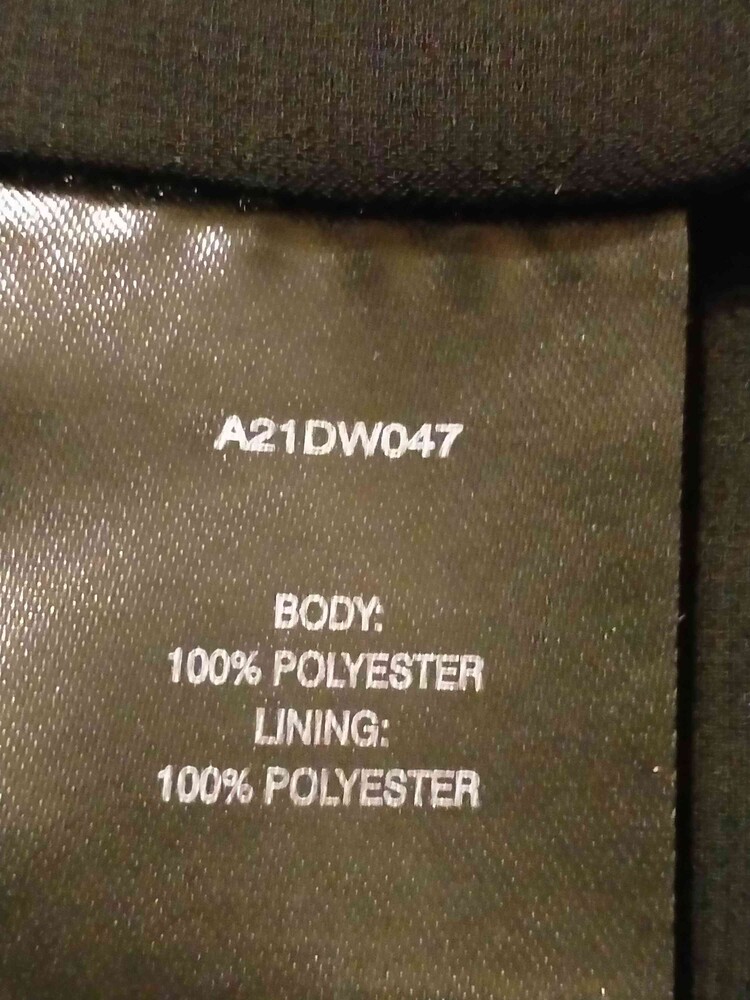 A21DW047
BODY:
100% POLYESTER
LINING:
100% POLYESTER